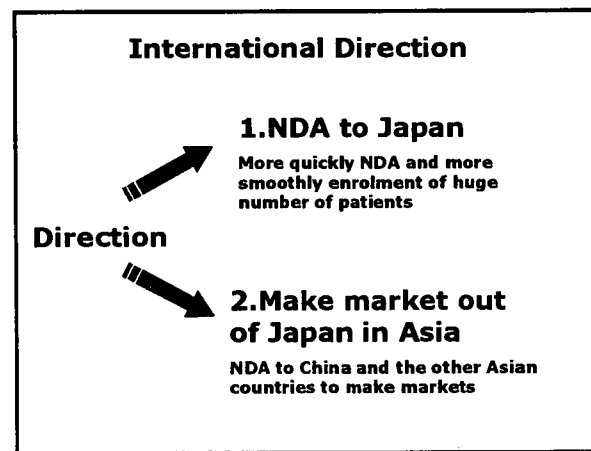 International Direction
1.NDA to Japan
More quickly NDA and more
smoothly enrolment of huge
number of patients
Direction
2.Make market out
of Japan in Asia
NDA to China and the other Asian
countries to make markets